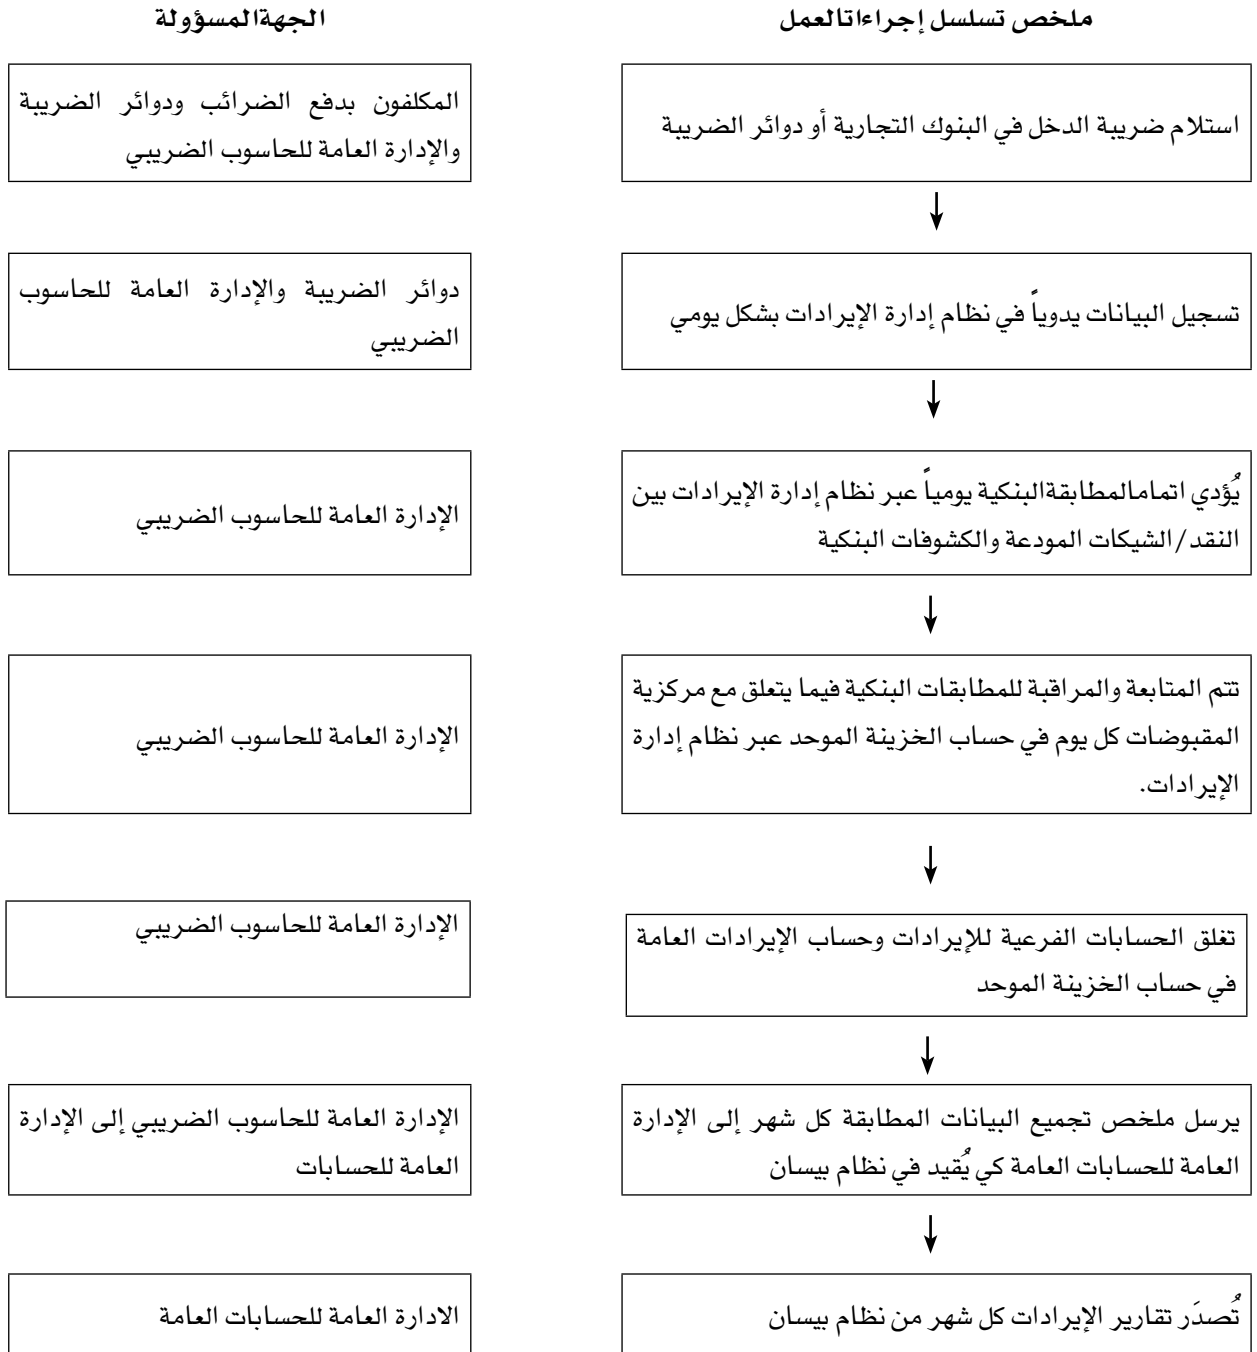 ملخص تسلسل إجراءاتالعمل
الجهةالمسؤولة
استلام ضريبة الدخل في البنوك التجارية أو دوائر الضريبة
المكلفون بدفع الضرائب ودوائر الضريبة
والإدارة العامة للحاسوب الضريبي
تسجيل البيانات يدوياً في نظام إدارة الإيرادات بشكل يومي
دوائر الضريبة والإدارة العامة للحاسوب
الضريبي
يُؤدي اتمامالمطابقةالبنكية يومياً عبر نظام إدارة الإيرادات بين
النقد/الشيكات المودعة والكشوفات البنكية
الإدارة العامة للحاسوب الضريبي
تتم المتابعة والمراقبة للمطابقات البنكية فيما يتعلق مع مركزية
المقبوضات كل يوم في حساب الخزينة الموحد عبر نظام إدارة
الإيرادات.
الإدارة العامة للحاسوب الضريبي
تغلق الحسابات الفرعية للإيرادات وحساب الإيرادات العامة
في حساب الخزينة الموحد
الإدارة العامة للحاسوب الضريبي
يرسل ملخص تجميع البيانات المطابقة كل شهر إلى الإدارة
العامة للحسابات العامة كي يُقيد في نظام بيسان
الإدارة العامة للحاسوب الضريبي إلى الإدارة
العامة للحسابات
تُصدَر تقارير الإيرادات كل شهر من نظام بيسان
الادارة العامة للحسابات العامة